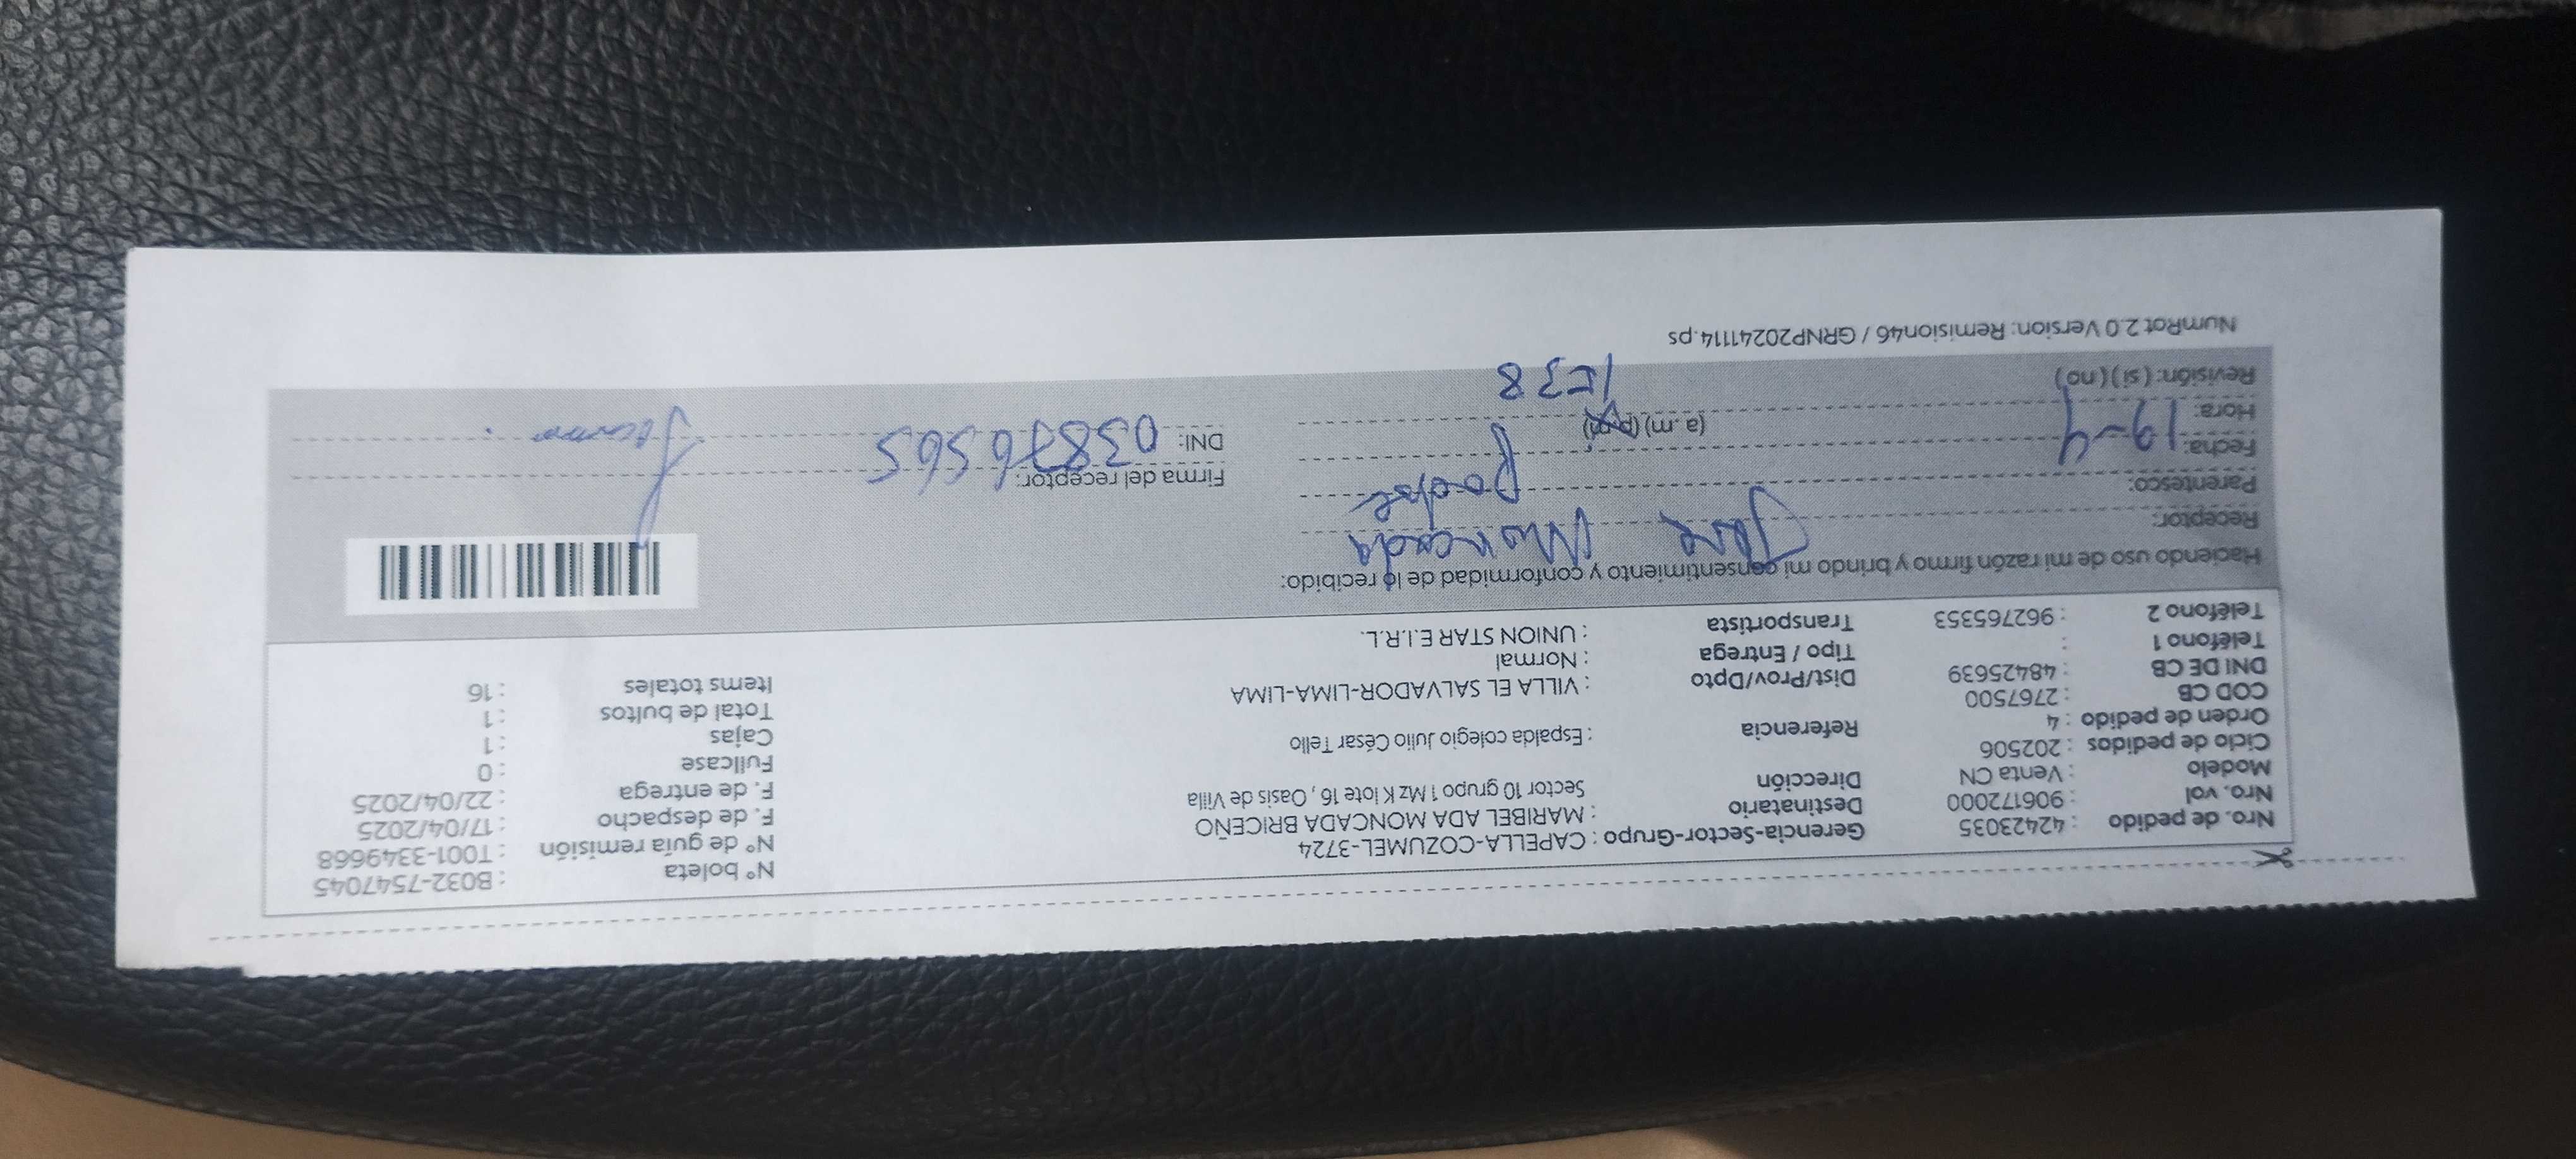 Nro. de pedido : 42423035 Gerencia-Sector-Grupo : CAPELLA-COZUMEL-3724 N° boleta : B032-7547045
Nro. vol : 906172000 Destinatario : MARIBEL ADA MONCADA BRICEÑO N° de guía remisión : T001-3349668
Modelo : Venta CN Dirección Sector 10 grupo 1 Mz K lote 16 , Oasis de Villa F. de despacho : 17/04/2025
Ciclo de pedidos : 202506 F. de entrega : 22/04/2025
Orden de pedido : 4 Referencia : Espalda colegio Julio César Tello Fullcase : 0
COD CB : 2767500 Cajas : 1
DNI DE CB : 48425639 Dist/Prov/Dpto : VILLA EL SALVADOR-LIMA-LIMA Total de bultos : 1
Teléfono 1 : Tipo / Entrega : Normal Items totales : 16
Teléfono 2 : 962765353 Transportista : UNION STAR E.I.R.L.
Haciendo uso de mi razón firmo y brindo mi consentimiento y conformidad de lo recibido:
Receptor: Moncada
Parentesco: Padre
Fecha: 19-4 Firma del receptor:
Hora: (a.m) (p.m) DNI: 03876565
Revisión: ( si ) ( no )
NumRot 2.0 Version: Remision46 / GRNP20241114.ps